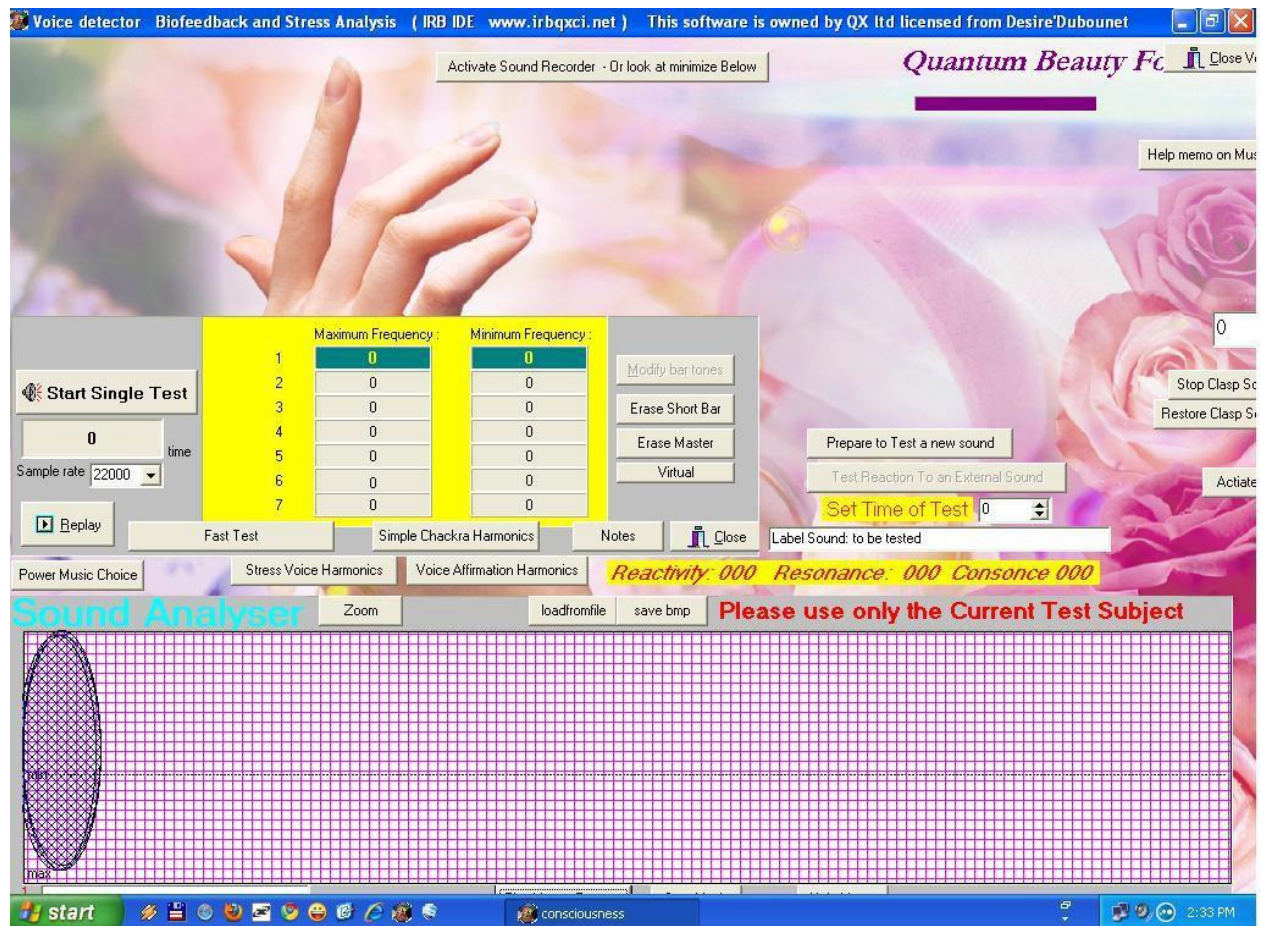 Voice detector Biofeedback and Stress Analysis ( IRB IDE www.irbqxci.net ) This software is owned by QX ltd licensed from Desire'Dubounet
Activate Sound Recorder - Or look at minimize Below
Quantum Beauty Fo
Close V
Help memo on Mus
Maximum Frequency :
Minimum Frequency :
1 0 0
2 0 0
3 0 0
4 0 0
5 0 0
6 0 0
7 0 0
Start Single Test
0
time
Sample rate 22000
Replay
Modify bar tones
Erase Short Bar
Erase Master
Virtual
Fast Test
Simple Chackra Harmonics
Notes
Close
0
Stop Clasp So
Restore Clasp S
Prepare to Test a new sound
Test Reaction To an External Sound
Actiate
Set Time of Test 0
Label Sound: to be tested
Power Music Choice
Stress Voice Harmonics
Voice Affirmation Harmonics
Reactivity: 000 Resonance: 000 Consonce 000
Sound Analyser
Zoom
loadfromfile
save bmp
Please use only the Current Test Subject
max
1
start
consciousness
2:33 PM